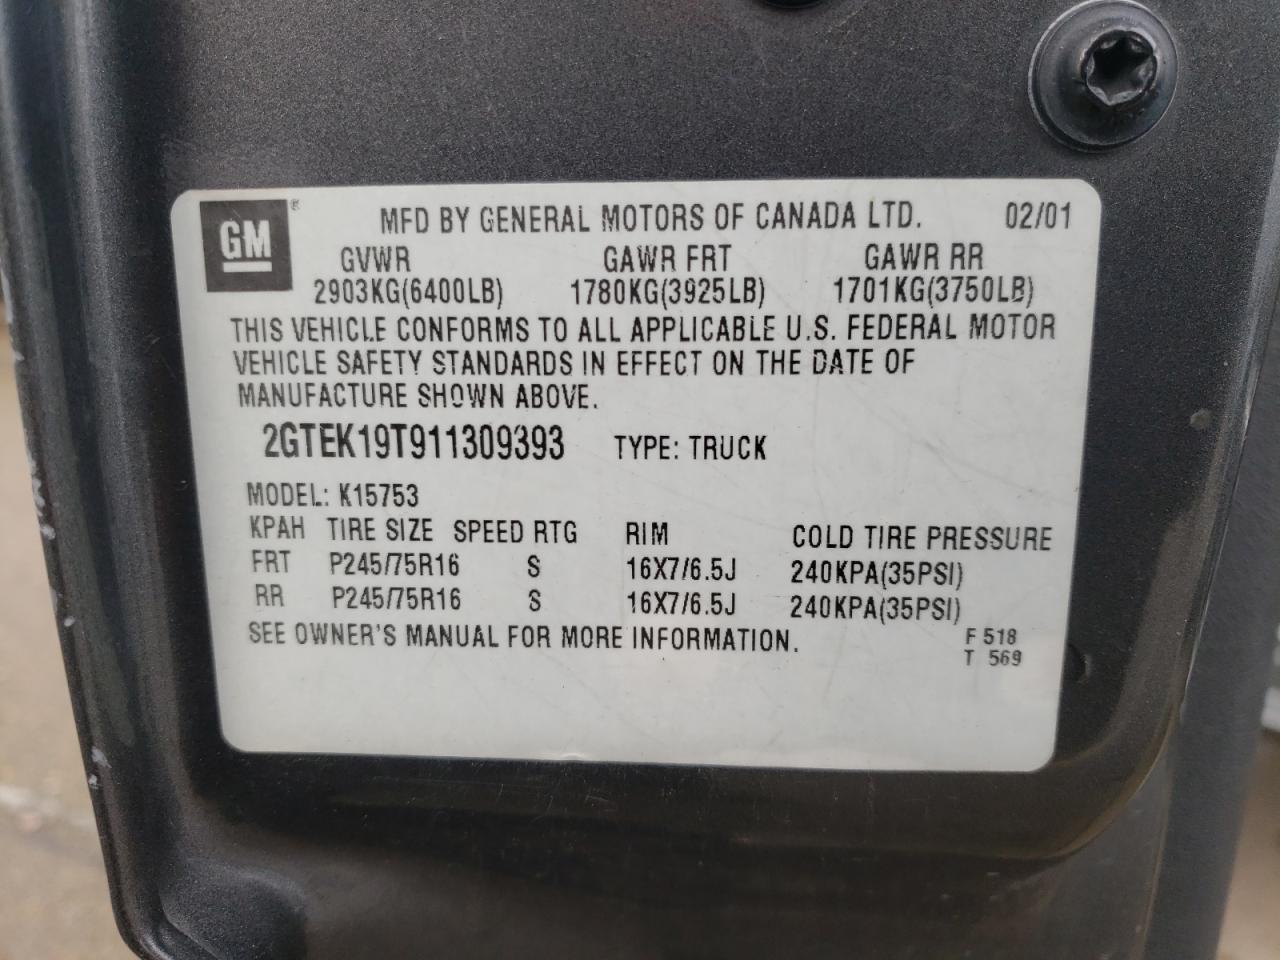 GM ® MFD BY GENERAL MOTORS OF CANADA LTD. 02/01
GVWR GAWR FRT GAWR RR
2903KG(6400LB) 1780KG(3925LB) 1701KG(3750LB)
THIS VEHICLE CONFORMS TO ALL APPLICABLE U.S. FEDERAL MOTOR
VEHICLE SAFETY STANDARDS IN EFFECT ON THE DATE OF
MANUFACTURE SHOWN ABOVE.
2GTEK19T911309393 TYPE: TRUCK
MODEL: K15753
KPAH TIRE SIZE SPEED RTG RIM COLD TIRE PRESSURE
FRT P245/75R16 S 16X7/6.5J 240KPA(35PSI)
RR P245/75R16 S 16X7/6.5J 240KPA(35PSI)
SEE OWNER'S MANUAL FOR MORE INFORMATION. F 518
T 569